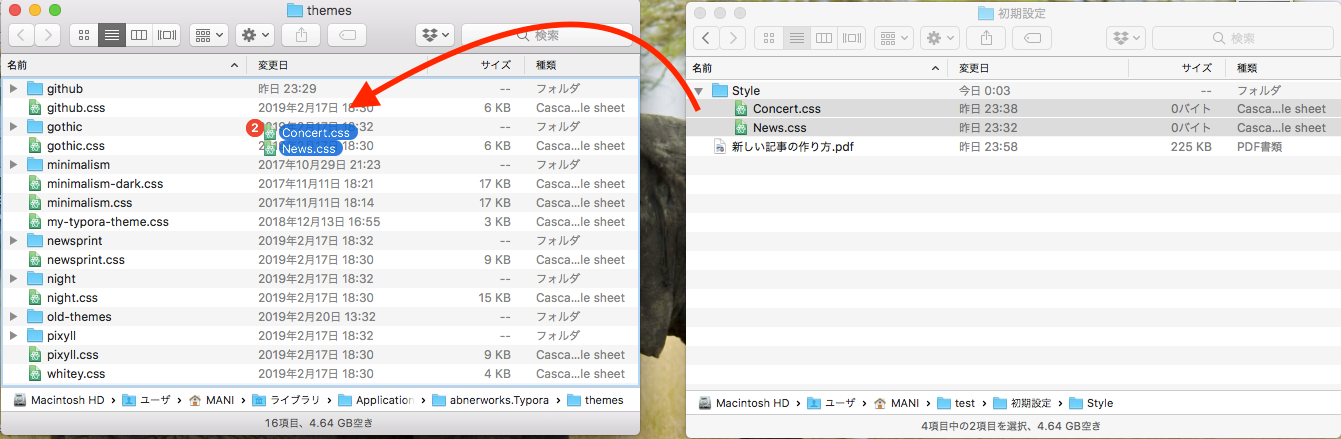 themes
検索
名前 変更日 サイズ 種類
github 昨日 23:29 -- フォルダ
github.css 2019年2月17日 18:30 6 KB Casca...le sheet
gothic 2019年2月17日 18:32 -- フォルダ
gothic.css 18:30 6 KB Casca...le sheet
2
Concert.css
News.css
minimalism 2017年10月29日 21:23 -- フォルダ
minimalism-dark.css 2017年11月11日 18:21 17 KB Casca...le sheet
minimalism.css 2017年11月11日 18:14 17 KB Casca...le sheet
my-typora-theme.css 2018年12月13日 16:55 3 KB Casca...le sheet
newsprint 2019年2月17日 18:32 -- フォルダ
newsprint.css 2019年2月17日 18:30 9 KB Casca...le sheet
night 2019年2月17日 18:32 -- フォルダ
night.css 2019年2月17日 18:30 15 KB Casca...le sheet
old-themes 2019年2月20日 13:32 -- フォルダ
pixyll 2019年2月17日 18:32 -- フォルダ
pixyll.css 2019年2月17日 18:30 9 KB Casca...le sheet
whitey.css 2019年2月17日 18:30 4 KB Casca...le sheet
Macintosh HD ユーザ MANI ライブラリ Application abnerworks.Typora themes
16項目、4.64 GB空き
初期設定
検索
名前 変更日 サイズ 種類
Style 今日 0:03 -- フォルダ
Concert.css 昨日 23:38 0バイト Casca...le sheet
News.css 昨日 23:32 0バイト Casca...le sheet
新しい記事の作り方.pdf 昨日 23:58 225 KB PDF書類
Macintosh HD ユーザ MANI test 初期設定 Style
4項目中の2項目を選択、4.64 GB空き